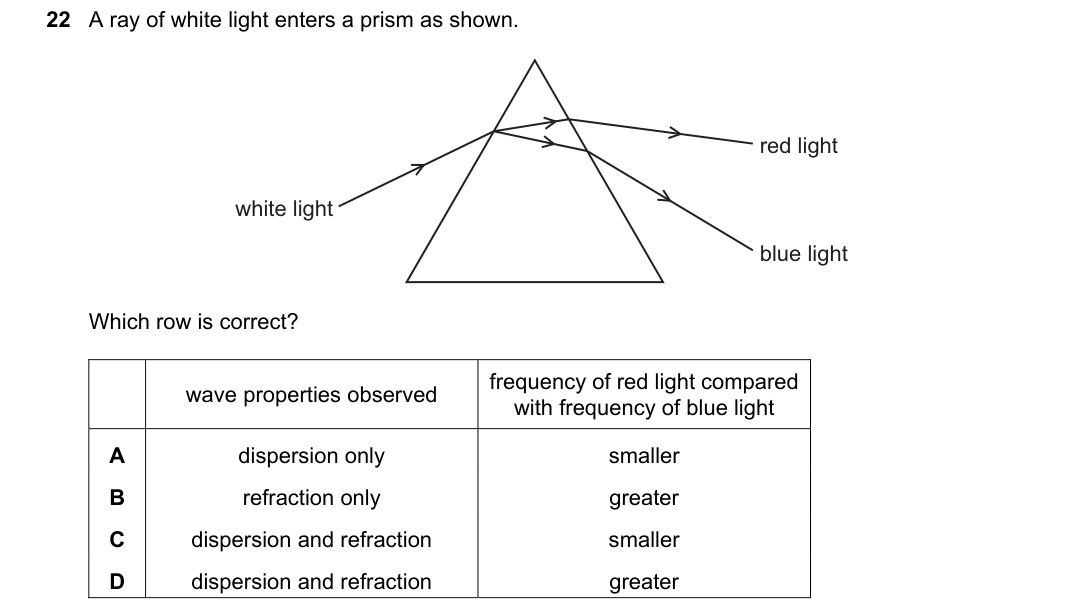 22 A ray of white light enters a prism as shown.
red light
white light
blue light
Which row is correct?
wave properties observed
frequency of red light compared
with frequency of blue light
A dispersion only smaller
B refraction only greater
C dispersion and refraction smaller
D dispersion and refraction greater